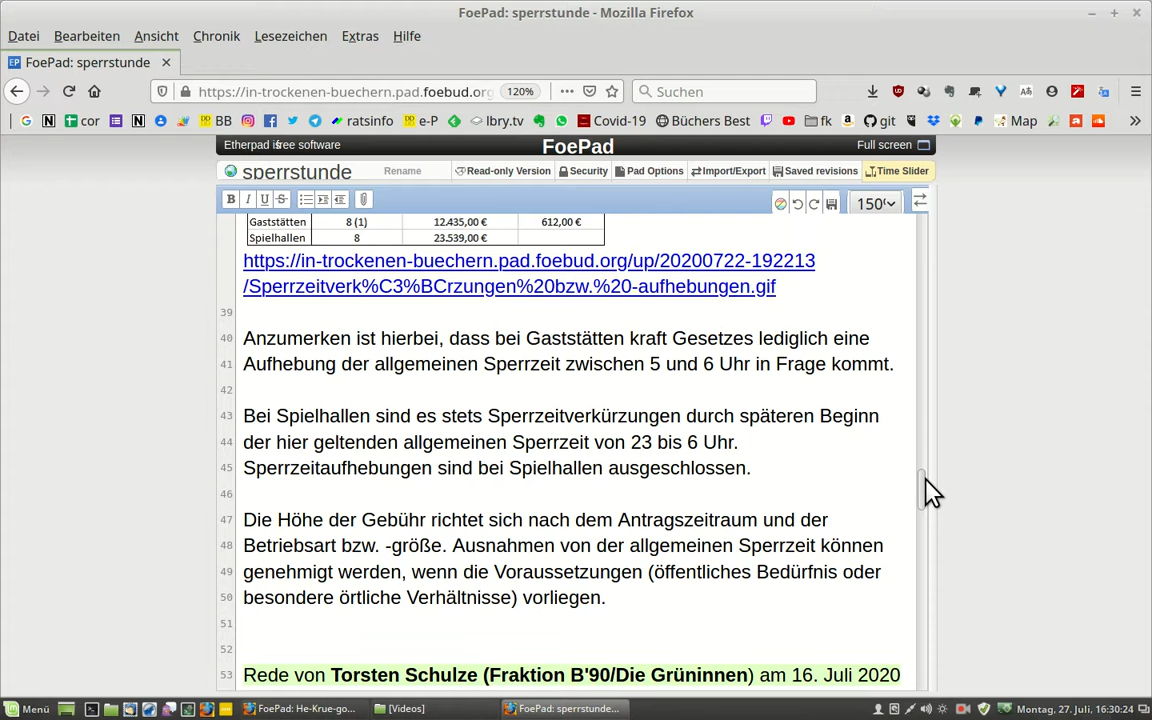 FoePad: sperrstunde - Mozilla Firefox
Datei Bearbeiten Ansicht Chronik Lesezeichen Extras Hilfe
EP FoePad: sperrstunde
https://in-trockenen-buechern.pad.foebud.org 120% Suchen
cor BB ratsinfo e-P lbry.tv Covid-19 Büchers Best fk git Map
Etherpad is free software FoePad Full screen
sperrstunde Rename Read-only Version Security Pad Options Import/Export Saved revisions Time Slider
B I U S 150%
Gaststätten 8 (1) 12.435,00 € 612,00 €
Spielhallen 8 23.539,00 €
https://in-trockenen-buechern.pad.foebud.org/up/20200722-192213
/Sperrzeitverk%C3%BCrzungen%20bzw.%20-aufhebungen.gif
39
40 Anzumerken ist hierbei, dass bei Gaststätten kraft Gesetzes lediglich eine
41 Aufhebung der allgemeinen Sperrzeit zwischen 5 und 6 Uhr in Frage kommt.
42
43 Bei Spielhallen sind es stets Sperrzeitverkürzungen durch späteren Beginn
44 der hier geltenden allgemeinen Sperrzeit von 23 bis 6 Uhr.
45 Sperrzeitaufhebungen sind bei Spielhallen ausgeschlossen.
46
47 Die Höhe der Gebühr richtet sich nach dem Antragszeitraum und der
48 Betriebsart bzw. -größe. Ausnahmen von der allgemeinen Sperrzeit können
49 genehmigt werden, wenn die Voraussetzungen (öffentliches Bedürfnis oder
50 besondere örtliche Verhältnisse) vorliegen.
51
52
53 Rede von Torsten Schulze (Fraktion B'90/Die Grüninnen) am 16. Juli 2020
Menü FoePad: He-Krue-go... [Videos] FoePad: sperrstunde... Montag, 27. Juli, 16:30:24